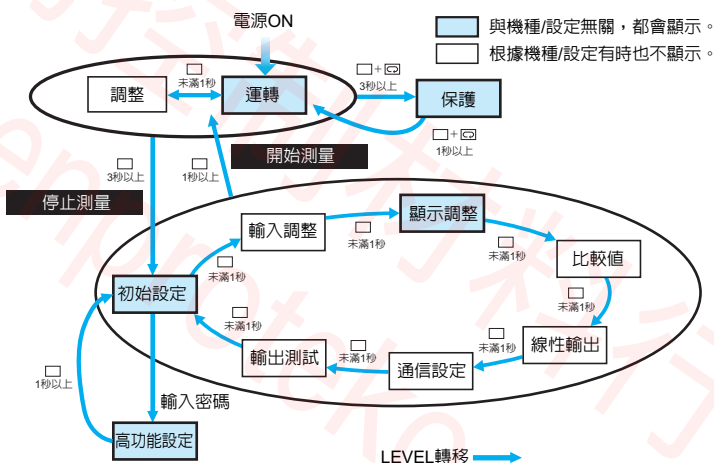 電源ON
與機種/設定無關，都會顯示。
根據機種/設定有時也不顯示。
調整
未滿1秒
運轉
3秒以上
保護
1秒以上
開始測量
3秒以上
1秒以上
停止測量
輸入調整
未滿1秒
顯示調整
未滿1秒
比較值
未滿1秒
初始設定
未滿1秒
未滿1秒
線性輸出
未滿1秒
輸出測試
未滿1秒
通信設定
1秒以上
輸入密碼
高功能設定
LEVEL轉移